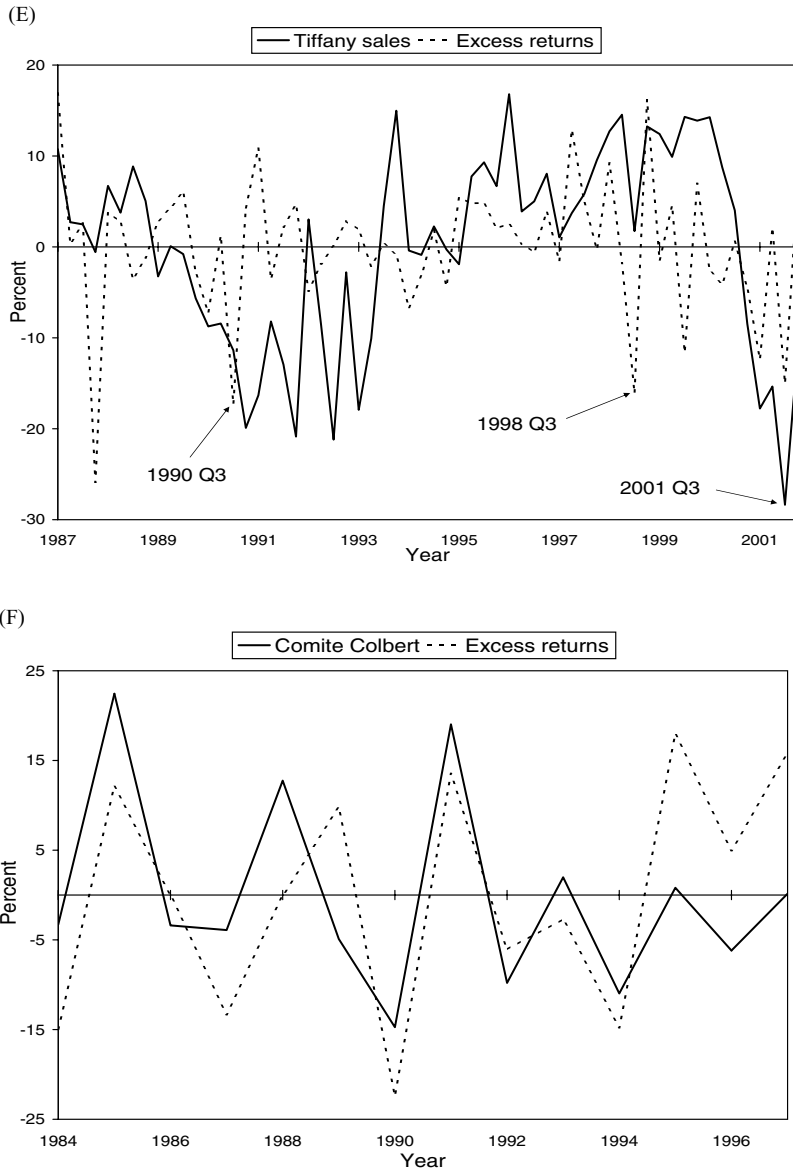 (E)
Tiffany sales Excess returns
20
10
0
-10
-20
-30
Percent
1990 Q3
1998 Q3
2001 Q3
1987 1989 1991 1993 1995 1997 1999 2001
Year
(F)
Comite Colbert Excess returns
25
15
5
-5
-15
-25
Percent
1984 1986 1988 1990 1992 1994 1996
Year